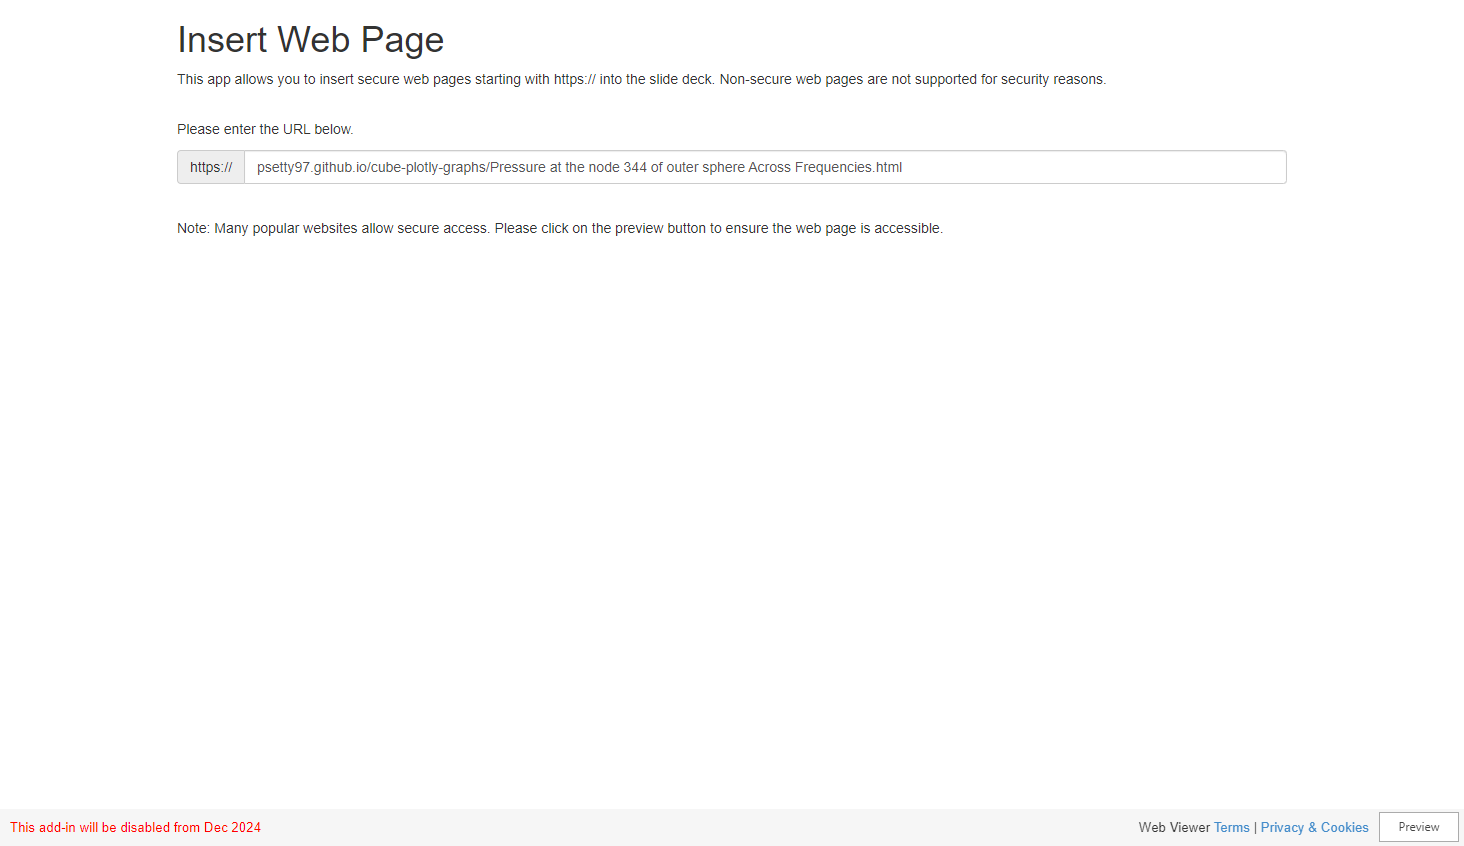 Insert Web Page
This app allows you to insert secure web pages starting with https:// into the slide deck. Non-secure web pages are not supported for security reasons.
Please enter the URL below.
https:// psetty97.github.io/cube-plotly-graphs/Pressure at the node 344 of outer sphere Across Frequencies.html
Note: Many popular websites allow secure access. Please click on the preview button to ensure the web page is accessible.
This add-in will be disabled from Dec 2024 Web Viewer Terms | Privacy & Cookies Preview